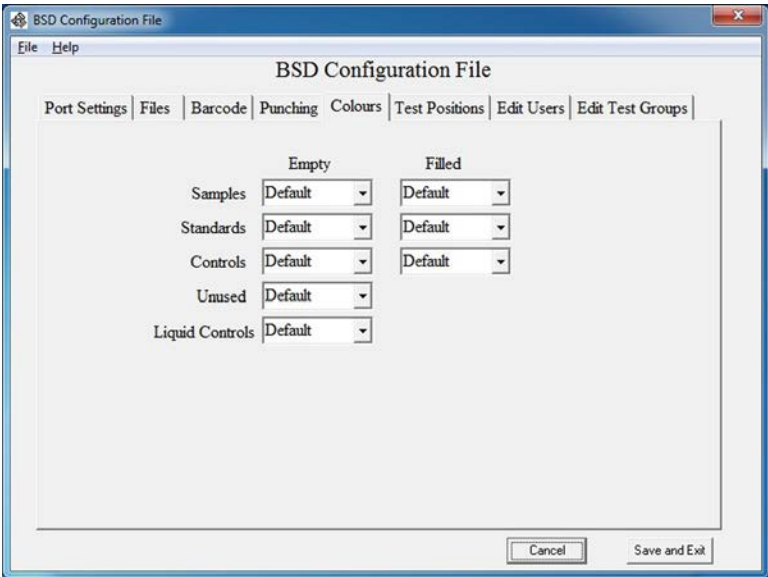 BSD Configuration File
File Help
BSD Configuration File
Port Settings Files Barcode Punching Colours Test Positions Edit Users Edit Test Groups
Empty Filled
Samples Default Default
Standards Default Default
Controls Default Default
Unused Default
Liquid Controls Default
Cancel Save and Exit